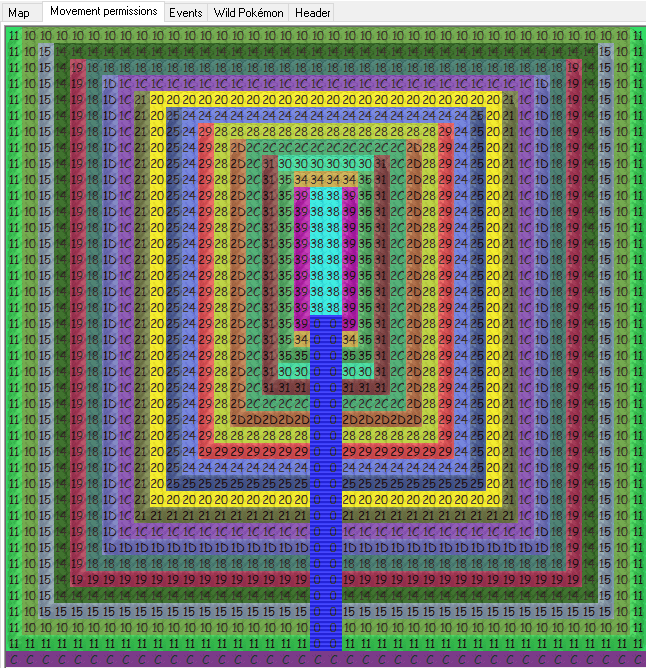 Map Movement permissions Events Wild Pokémon Header
11 10 10 10 10 10 10 10 10 10 10 10 10 10 10 10 10 10 10 10 10 10 10 10 10 10 10 10 10 10 10 10 10 10 10 10 10 10 10 11
11 10 15 14 14 14 14 14 14 14 14 14 14 14 14 14 14 14 14 14 14 14 14 14 14 14 14 14 14 14 14 14 14 14 14 14 14 15 10 11
11 10 15 14 19 18 18 18 18 18 18 18 18 18 18 18 18 18 18 18 18 18 18 18 18 18 18 18 18 18 18 18 18 18 18 19 14 15 10 11
11 10 15 14 19 18 1D 1C 1C 1C 1C 1C 1C 1C 1C 1C 1C 1C 1C 1C 1C 1C 1C 1C 1C 1C 1C 1C 1C 1C 1C 1C 1C 1D 18 19 14 15 10 11
11 10 15 14 19 18 1D 1C 21 20 20 20 20 20 20 20 20 20 20 20 20 20 20 20 20 20 20 20 20 20 20 21 1C 1D 18 19 14 15 10 11
11 10 15 14 19 18 1D 1C 21 20 25 24 24 24 24 24 24 24 24 24 24 24 24 24 24 24 24 24 24 25 20 21 1C 1D 18 19 14 15 10 11
11 10 15 14 19 18 1D 1C 21 20 25 24 29 28 28 28 28 28 28 28 28 28 28 28 28 28 28 29 24 25 20 21 1C 1D 18 19 14 15 10 11
11 10 15 14 19 18 1D 1C 21 20 25 24 29 28 2D 2C 2C 2C 2C 2C 2C 2C 2C 2C 2C 2D 28 29 24 25 20 21 1C 1D 18 19 14 15 10 11
11 10 15 14 19 18 1D 1C 21 20 25 24 29 28 2D 2C 31 30 30 30 30 30 30 31 2C 2D 28 29 24 25 20 21 1C 1D 18 19 14 15 10 11
11 10 15 14 19 18 1D 1C 21 20 25 24 29 28 2D 2C 31 35 34 34 34 34 35 31 2C 2D 28 29 24 25 20 21 1C 1D 18 19 14 15 10 11
11 10 15 14 19 18 1D 1C 21 20 25 24 29 28 2D 2C 31 35 39 38 38 39 35 31 2C 2D 28 29 24 25 20 21 1C 1D 18 19 14 15 10 11
11 10 15 14 19 18 1D 1C 21 20 25 24 29 28 2D 2C 31 35 39 38 38 39 35 31 2C 2D 28 29 24 25 20 21 1C 1D 18 19 14 15 10 11
11 10 15 14 19 18 1D 1C 21 20 25 24 29 28 2D 2C 31 35 39 38 38 39 35 31 2C 2D 28 29 24 25 20 21 1C 1D 18 19 14 15 10 11
11 10 15 14 19 18 1D 1C 21 20 25 24 29 28 2D 2C 31 35 39 38 38 39 35 31 2C 2D 28 29 24 25 20 21 1C 1D 18 19 14 15 10 11
11 10 15 14 19 18 1D 1C 21 20 25 24 29 28 2D 2C 31 35 39 38 38 39 35 31 2C 2D 28 29 24 25 20 21 1C 1D 18 19 14 15 10 11
11 10 15 14 19 18 1D 1C 21 20 25 24 29 28 2D 2C 31 35 39 38 38 39 35 31 2C 2D 28 29 24 25 20 21 1C 1D 18 19 14 15 10 11
11 10 15 14 19 18 1D 1C 21 20 25 24 29 28 2D 2C 31 35 39 38 38 39 35 31 2C 2D 28 29 24 25 20 21 1C 1D 18 19 14 15 10 11
11 10 15 14 19 18 1D 1C 21 20 25 24 29 28 2D 2C 31 35 39 38 38 39 35 31 2C 2D 28 29 24 25 20 21 1C 1D 18 19 14 15 10 11
11 10 15 14 19 18 1D 1C 21 20 25 24 29 28 2D 2C 31 35 39 0 0 39 35 31 2C 2D 28 29 24 25 20 21 1C 1D 18 19 14 15 10 11
11 10 15 14 19 18 1D 1C 21 20 25 24 29 28 2D 2C 31 35 34 0 0 34 35 31 2C 2D 28 29 24 25 20 21 1C 1D 18 19 14 15 10 11
11 10 15 14 19 18 1D 1C 21 20 25 24 29 28 2D 2C 31 35 35 0 0 35 35 31 2C 2D 28 29 24 25 20 21 1C 1D 18 19 14 15 10 11
11 10 15 14 19 18 1D 1C 21 20 25 24 29 28 2D 2C 31 30 30 0 0 30 30 31 2C 2D 28 29 24 25 20 21 1C 1D 18 19 14 15 10 11
11 10 15 14 19 18 1D 1C 21 20 25 24 29 28 2D 2C 31 31 31 0 0 31 31 31 2C 2D 28 29 24 25 20 21 1C 1D 18 19 14 15 10 11
11 10 15 14 19 18 1D 1C 21 20 25 24 29 28 2D 2C 2C 2C 2C 0 0 2C 2C 2C 2C 2D 28 29 24 25 20 21 1C 1D 18 19 14 15 10 11
11 10 15 14 19 18 1D 1C 21 20 25 24 29 28 2D 2D 2D 2D 2D 0 0 2D 2D 2D 2D 2D 28 29 24 25 20 21 1C 1D 18 19 14 15 10 11
11 10 15 14 19 18 1D 1C 21 20 25 24 29 28 28 28 28 28 28 0 0 28 28 28 28 28 28 29 24 25 20 21 1C 1D 18 19 14 15 10 11
11 10 15 14 19 18 1D 1C 21 20 25 24 29 29 29 29 29 29 29 0 0 29 29 29 29 29 29 29 24 25 20 21 1C 1D 18 19 14 15 10 11
11 10 15 14 19 18 1D 1C 21 20 25 24 24 24 24 24 24 24 24 0 0 24 24 24 24 24 24 24 24 25 20 21 1C 1D 18 19 14 15 10 11
11 10 15 14 19 18 1D 1C 21 20 25 25 25 25 25 25 25 25 25 0 0 25 25 25 25 25 25 25 25 25 20 21 1C 1D 18 19 14 15 10 11
11 10 15 14 19 18 1D 1C 21 20 20 20 20 20 20 20 20 20 20 0 0 20 20 20 20 20 20 20 20 20 20 21 1C 1D 18 19 14 15 10 11
11 10 15 14 19 18 1D 1C 21 21 21 21 21 21 21 21 21 21 21 0 0 21 21 21 21 21 21 21 21 21 21 21 1C 1D 18 19 14 15 10 11
11 10 15 14 19 18 1D 1C 1C 1C 1C 1C 1C 1C 1C 1C 1C 1C 1C 0 0 1C 1C 1C 1C 1C 1C 1C 1C 1C 1C 1C 1C 1D 18 19 14 15 10 11
11 10 15 14 19 18 1D 1D 1D 1D 1D 1D 1D 1D 1D 1D 1D 1D 1D 0 0 1D 1D 1D 1D 1D 1D 1D 1D 1D 1D 1D 1D 1D 18 19 14 15 10 11
11 10 15 14 19 18 18 18 18 18 18 18 18 18 18 18 18 18 18 0 0 18 18 18 18 18 18 18 18 18 18 18 18 18 18 19 14 15 10 11
11 10 15 14 19 19 19 19 19 19 19 19 19 19 19 19 19 19 19 0 0 19 19 19 19 19 19 19 19 19 19 19 19 19 19 19 14 15 10 11
11 10 15 14 14 14 14 14 14 14 14 14 14 14 14 14 14 14 14 0 0 14 14 14 14 14 14 14 14 14 14 14 14 14 14 14 14 15 10 11
11 10 15 15 15 15 15 15 15 15 15 15 15 15 15 15 15 15 15 0 0 15 15 15 15 15 15 15 15 15 15 15 15 15 15 15 15 15 10 11
11 10 10 10 10 10 10 10 10 10 10 10 10 10 10 10 10 10 10 0 0 10 10 10 10 10 10 10 10 10 10 10 10 10 10 10 10 10 10 11
11 11 11 11 11 11 11 11 11 11 11 11 11 11 11 11 11 11 11 0 0 11 11 11 11 11 11 11 11 11 11 11 11 11 11 11 11 11 11 11
C C C C C C C C C C C C C C C C C C C C C C C C C C C C C C C C C C C C C C C C